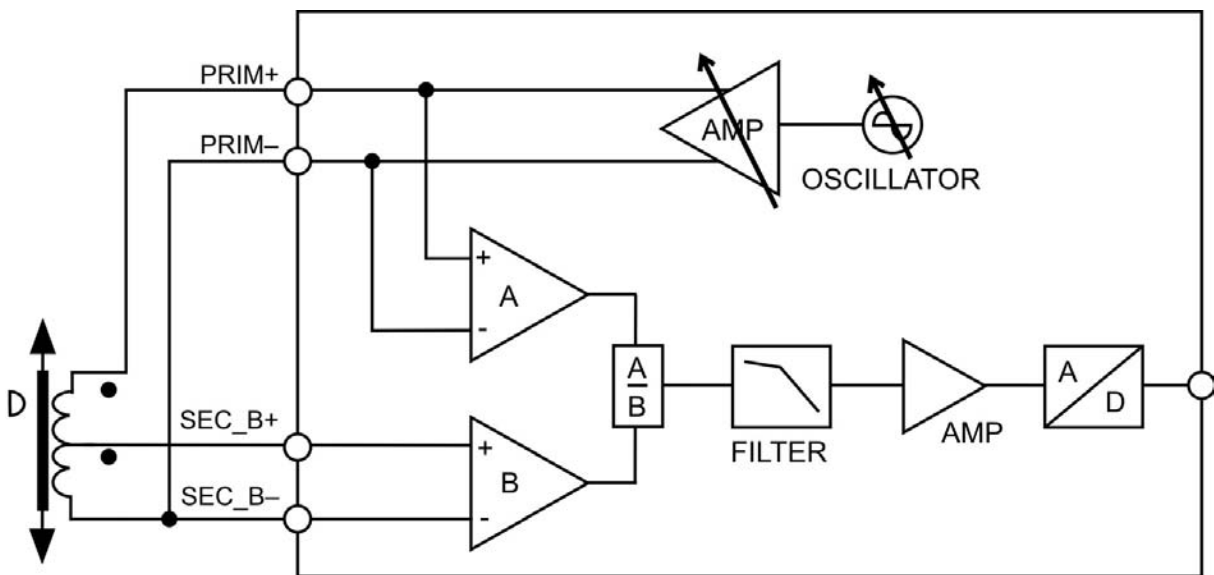 PRIM+
PRIM–
AMP
OSCILLATOR
+
A
-
D
SEC_B+
SEC_B–
+
B
-
A
B
FILTER
AMP
A
D